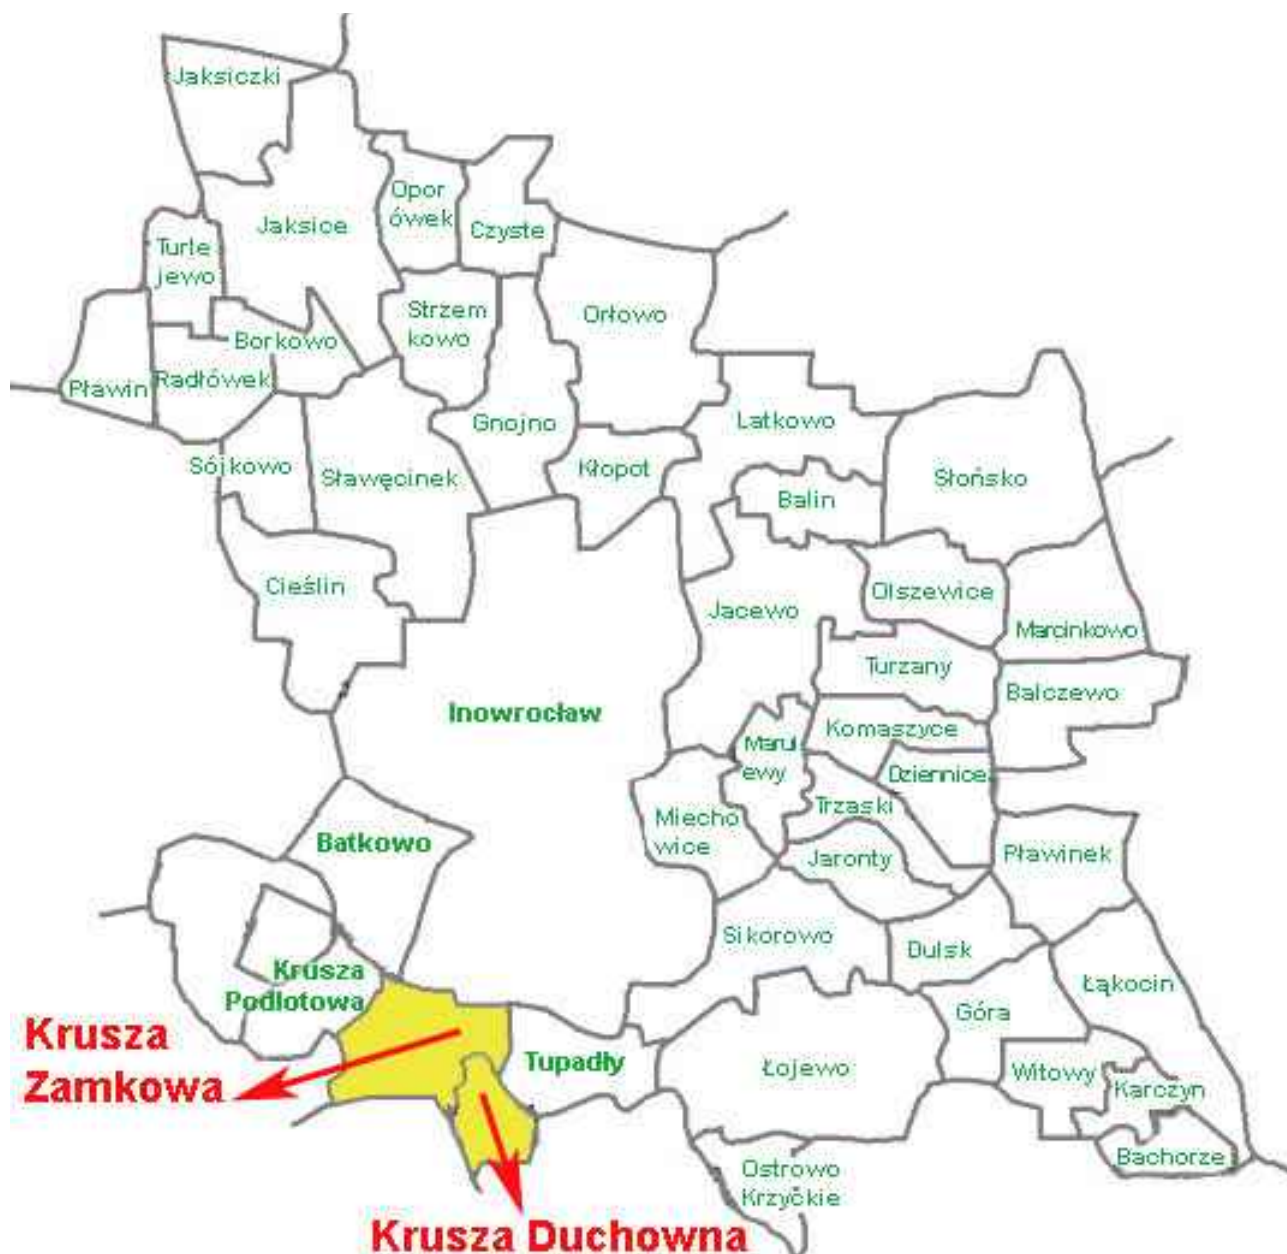 Jaksiczki
Opor
ówek
Jaksice
Czyste
Turle
jewo
Strzem
kowo
Orłowo
Borkowo
Pławin
Radłówek
Gnojno
Latkowo
Sójkowo
Sławęcinek
Kłopot
Balin
Słońsko
Cieślin
Olszewice
Jacewo
Marcinkowo
Turzany
Balczewo
Inowrocław
Komaszyce
Marul
ewy
Dziennice
Trzaski
Miecho
wice
Batkowo
Jaronty
Pławinek
Sikorowo
Dulsk
Krusza
Podlotowa
Łąkocin
Góra
Krusza
Zamkowa
Tupadły
Łojewo
Witowy
Karczyn
Bachorze
Ostrowo
Krzyckie
Krusza Duchowna